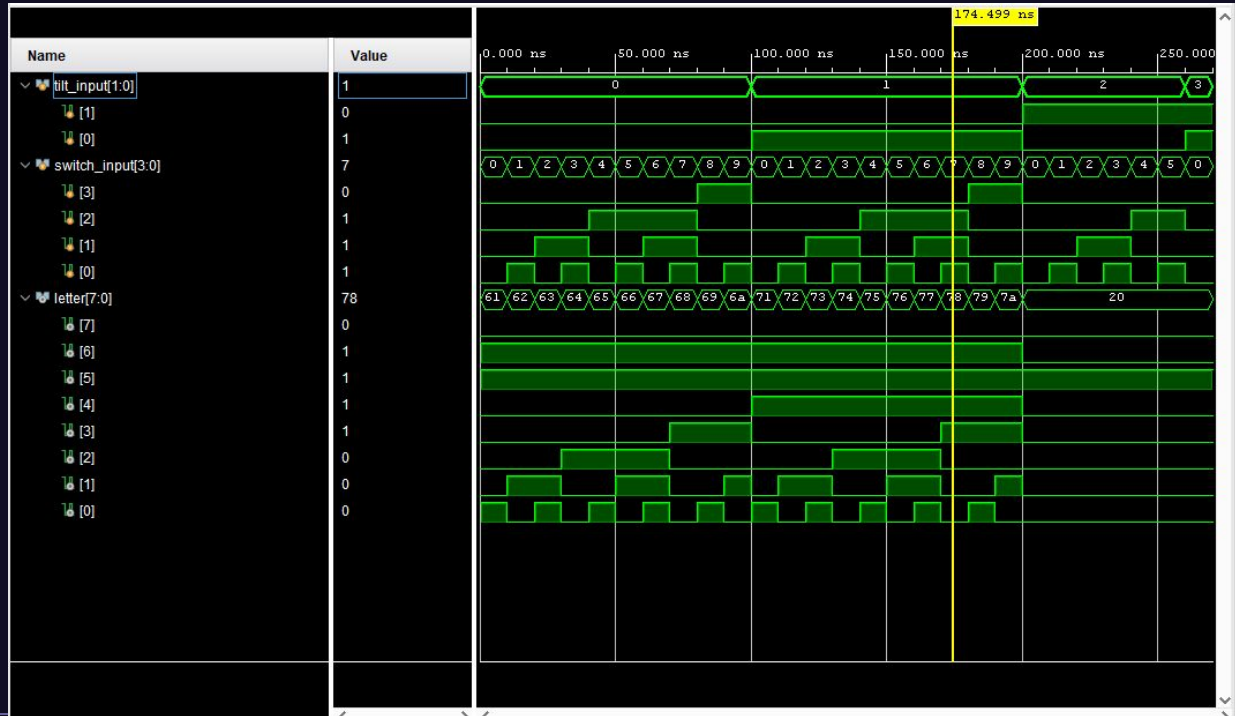 174.499 ns
Name Value
0.000 ns 50.000 ns 100.000 ns 150.000 ns 200.000 ns 250.000
tilt_input[1:0] 1 0 1 2 3
[1] 0
[0] 1
switch_input[3:0] 7 0 1 2 3 4 5 6 7 8 9 0 1 2 3 4 5 6 7 8 9 0 1 2 3 4 5 0
[3] 0
[2] 1
[1] 1
[0] 1
letter[7:0] 78 61 62 63 64 65 66 67 68 69 6a 71 72 73 74 75 76 77 78 79 7a 20
[7] 0
[6] 1
[5] 1
[4] 1
[3] 1
[2] 0
[1] 0
[0] 0